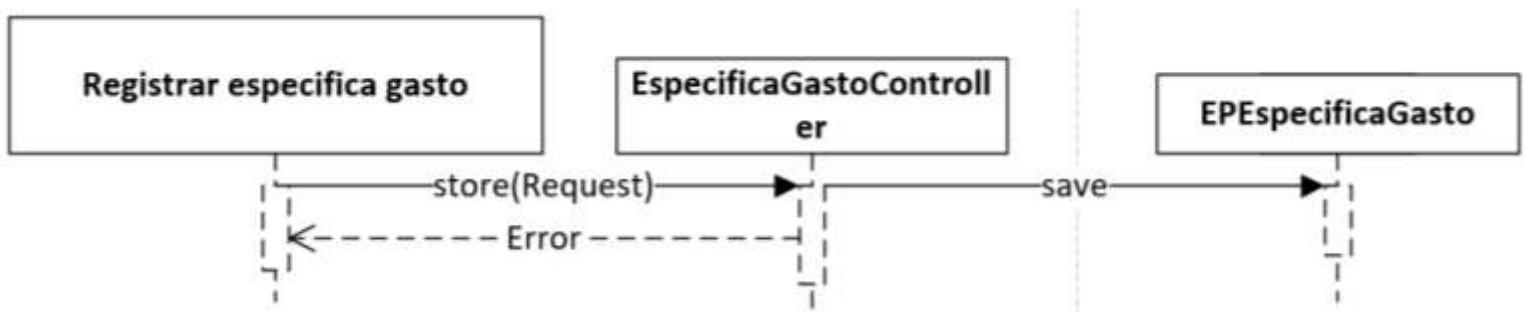 Registrar especifica gasto
EspecificaGastoControll
er
EPEspecificaGasto
store(Request)
save
Error